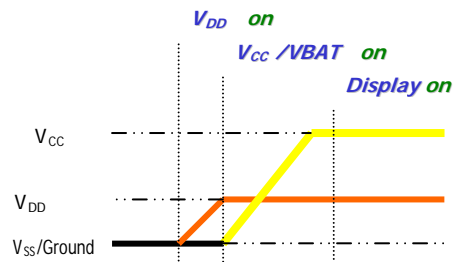 VDD on
VCC /VBAT on
Display on
VCC
VDD
VSS/Ground